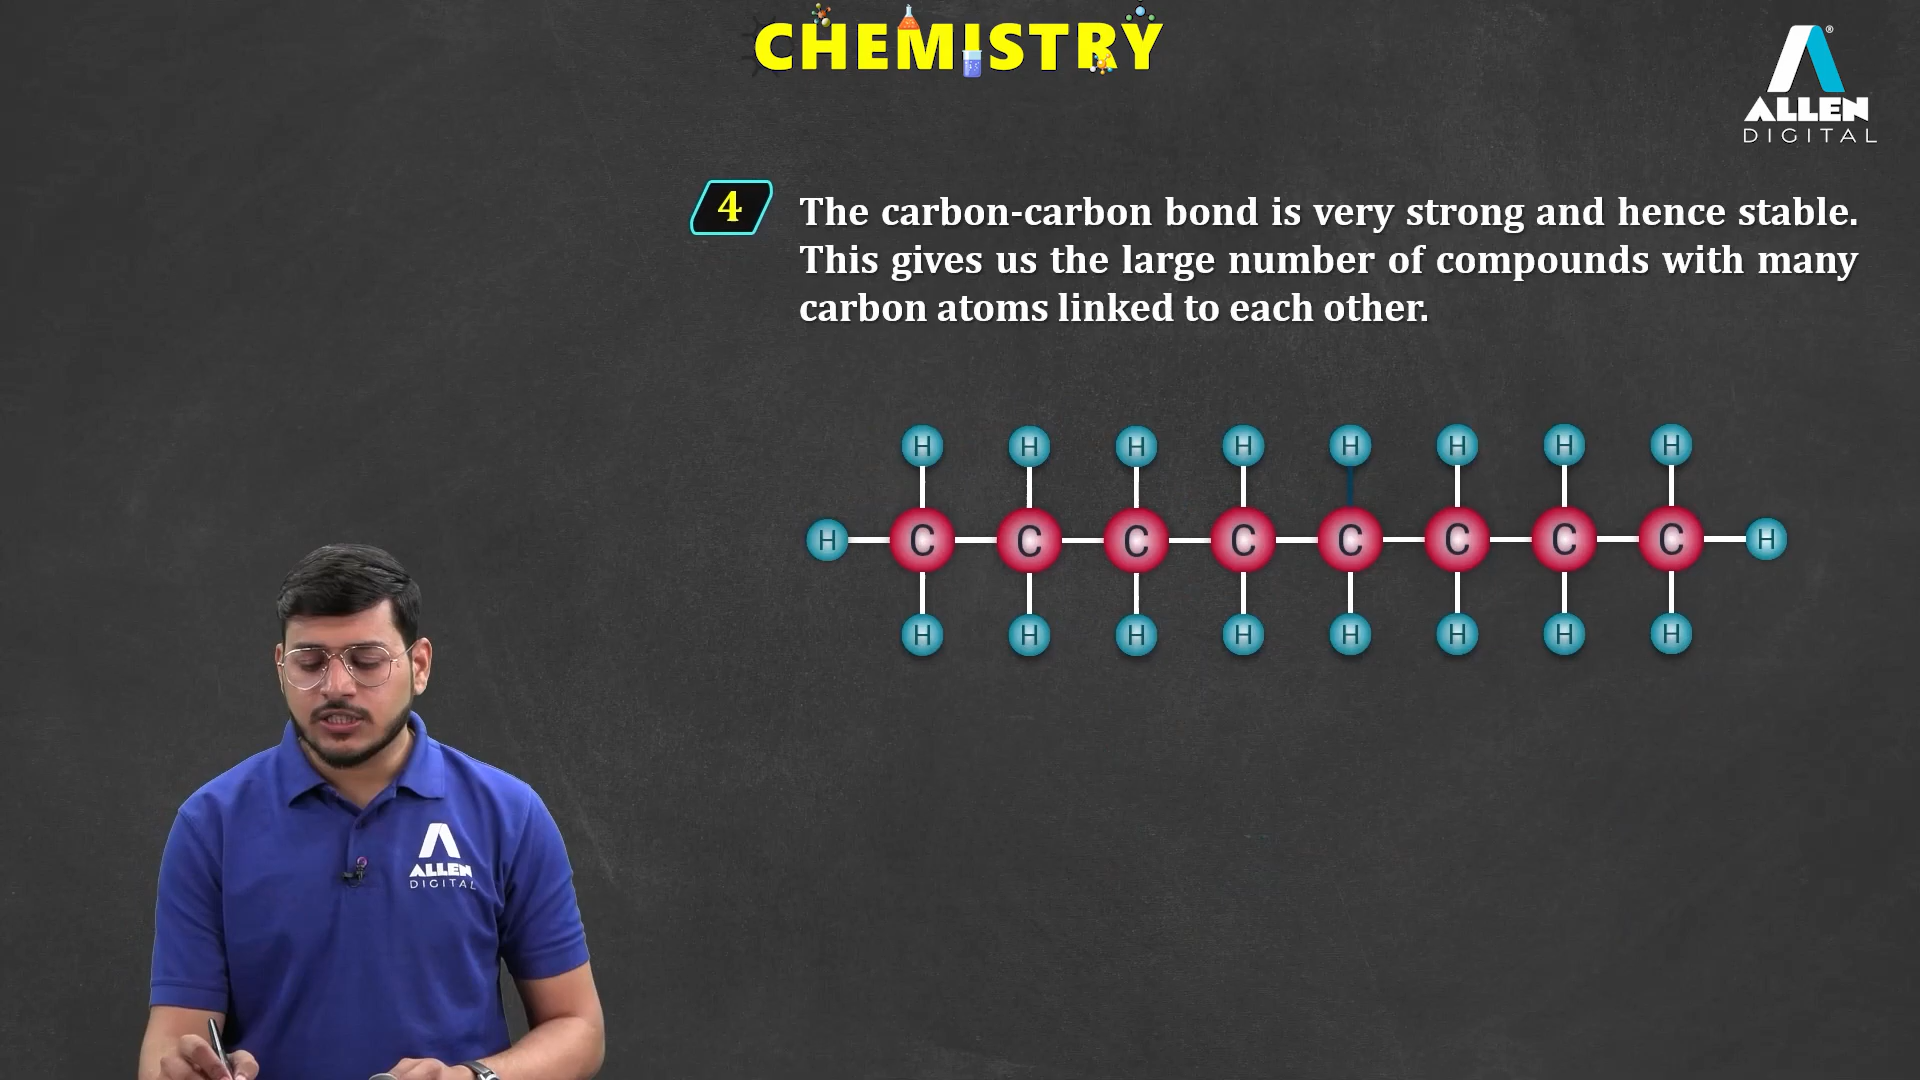 CHEMISTRY
ALLEN
DIGITAL
4
The carbon-carbon bond is very strong and hence stable.
This gives us the large number of compounds with many
carbon atoms linked to each other.
H H H H H H H H
H C C C C C C C C H
H H H H H H H H
ALLEN
DIGITAL